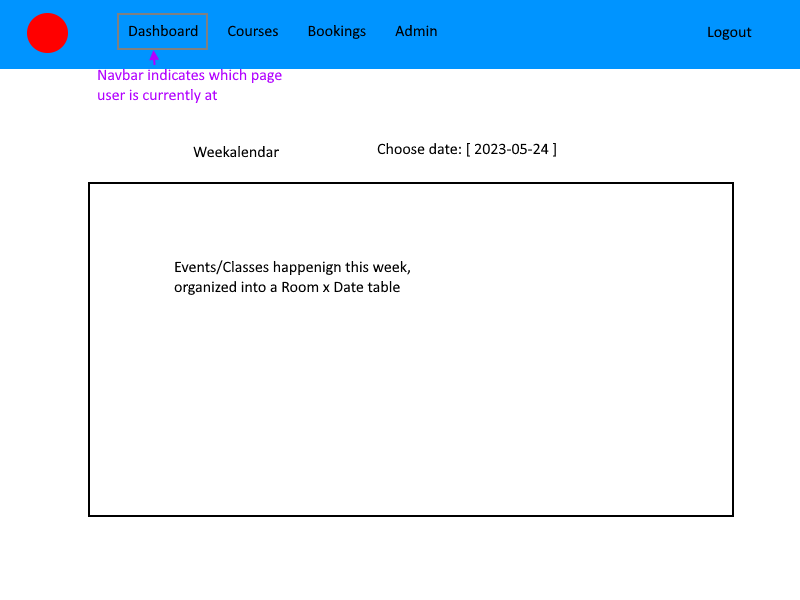 Dashboard Courses Bookings Admin Logout
Navbar indicates which page
user is currently at
Weekalendar Choose date: [ 2023-05-24 ]
Events/Classes happenign this week,
organized into a Room x Date table